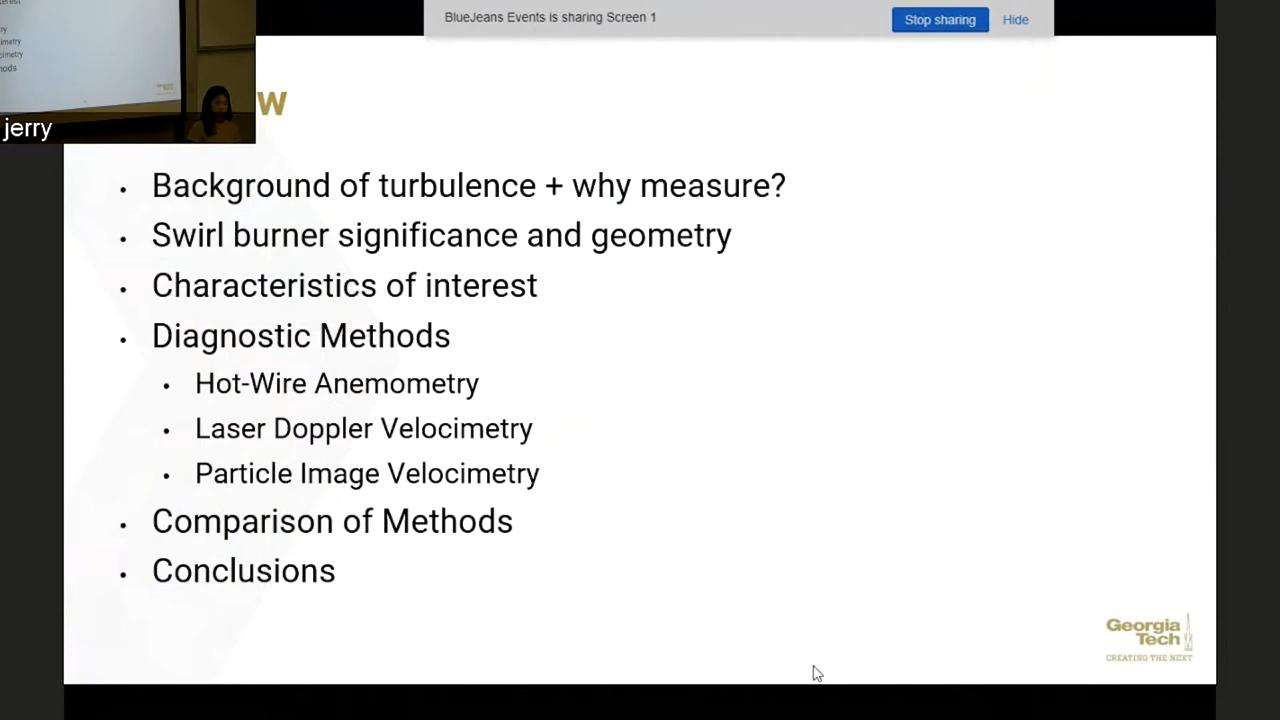 BlueJeans Events is sharing Screen 1
Stop sharing
Hide
jerry
w
• Background of turbulence + why measure?
• Swirl burner significance and geometry
• Characteristics of interest
• Diagnostic Methods
• Hot-Wire Anemometry
• Laser Doppler Velocimetry
• Particle Image Velocimetry
• Comparison of Methods
• Conclusions
Georgia
Tech
CREATING THE NEXT